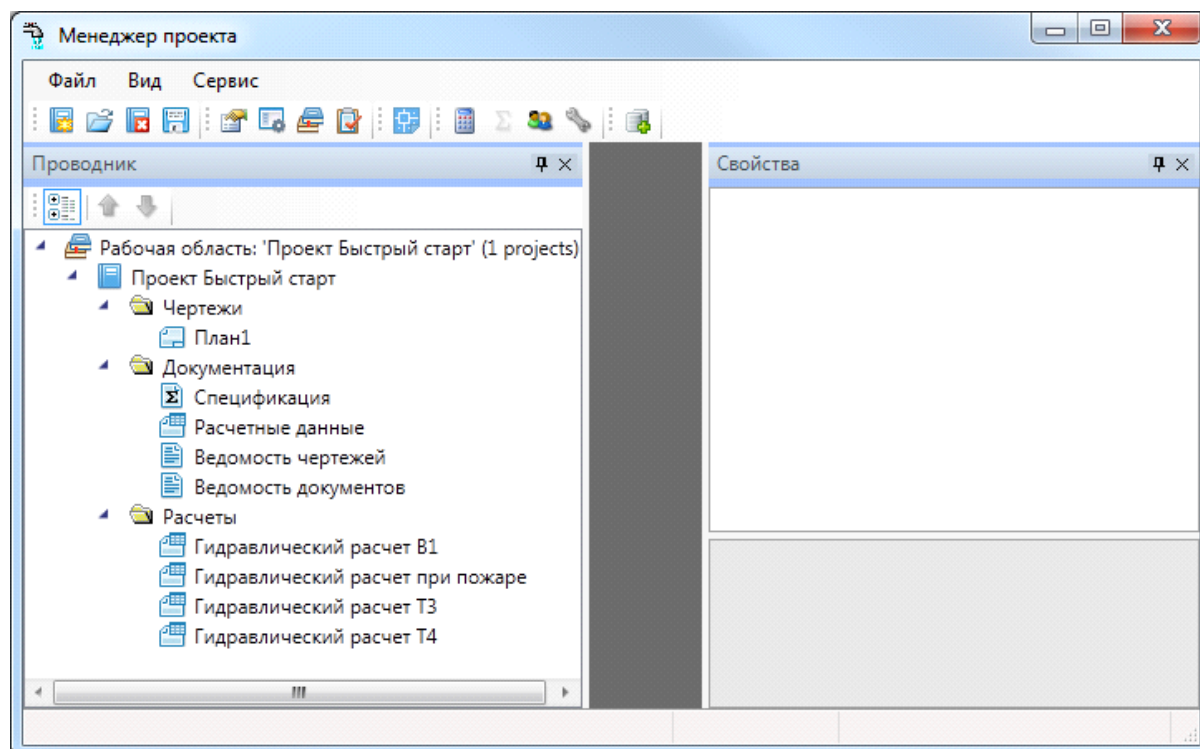 Менеджер проекта
Файл Вид Сервис
Проводник
Свойства
Рабочая область: 'Проект Быстрый старт' (1 projects)
Проект Быстрый старт
Чертежи
План1
Документация
Спецификация
Расчетные данные
Ведомость чертежей
Ведомость документов
Расчеты
Гидравлический расчет В1
Гидравлический расчет при пожаре
Гидравлический расчет Т3
Гидравлический расчет Т4